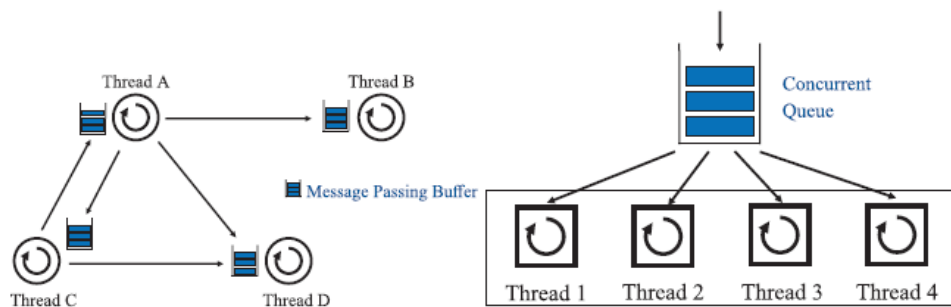 Thread A
Thread B
Message Passing Buffer
Thread C
Thread D
Concurrent
Queue
Thread 1
Thread 2
Thread 3
Thread 4